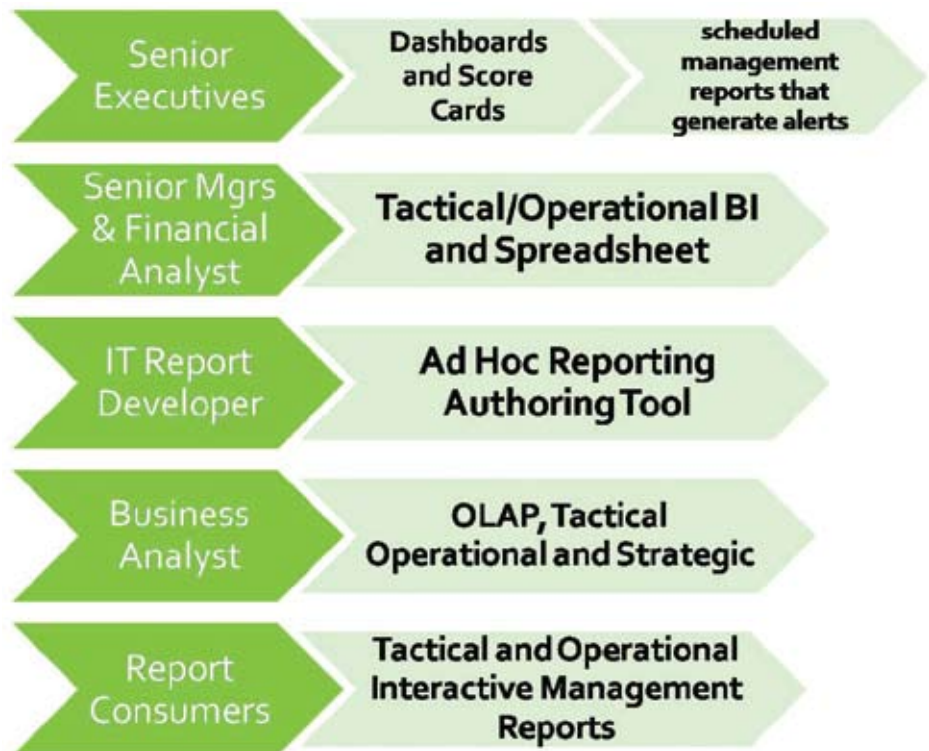 Senior
Executives
Dashboards
and Score
Cards
scheduled
management
reports that
generate alerts
Senior Mgrs
& Financial
Analyst
Tactical/Operational BI
and Spreadsheet
IT Report
Developer
Ad Hoc Reporting
Authoring Tool
Business
Analyst
OLAP, Tactical
Operational and Strategic
Report
Consumers
Tactical and Operational
Interactive Management
Reports